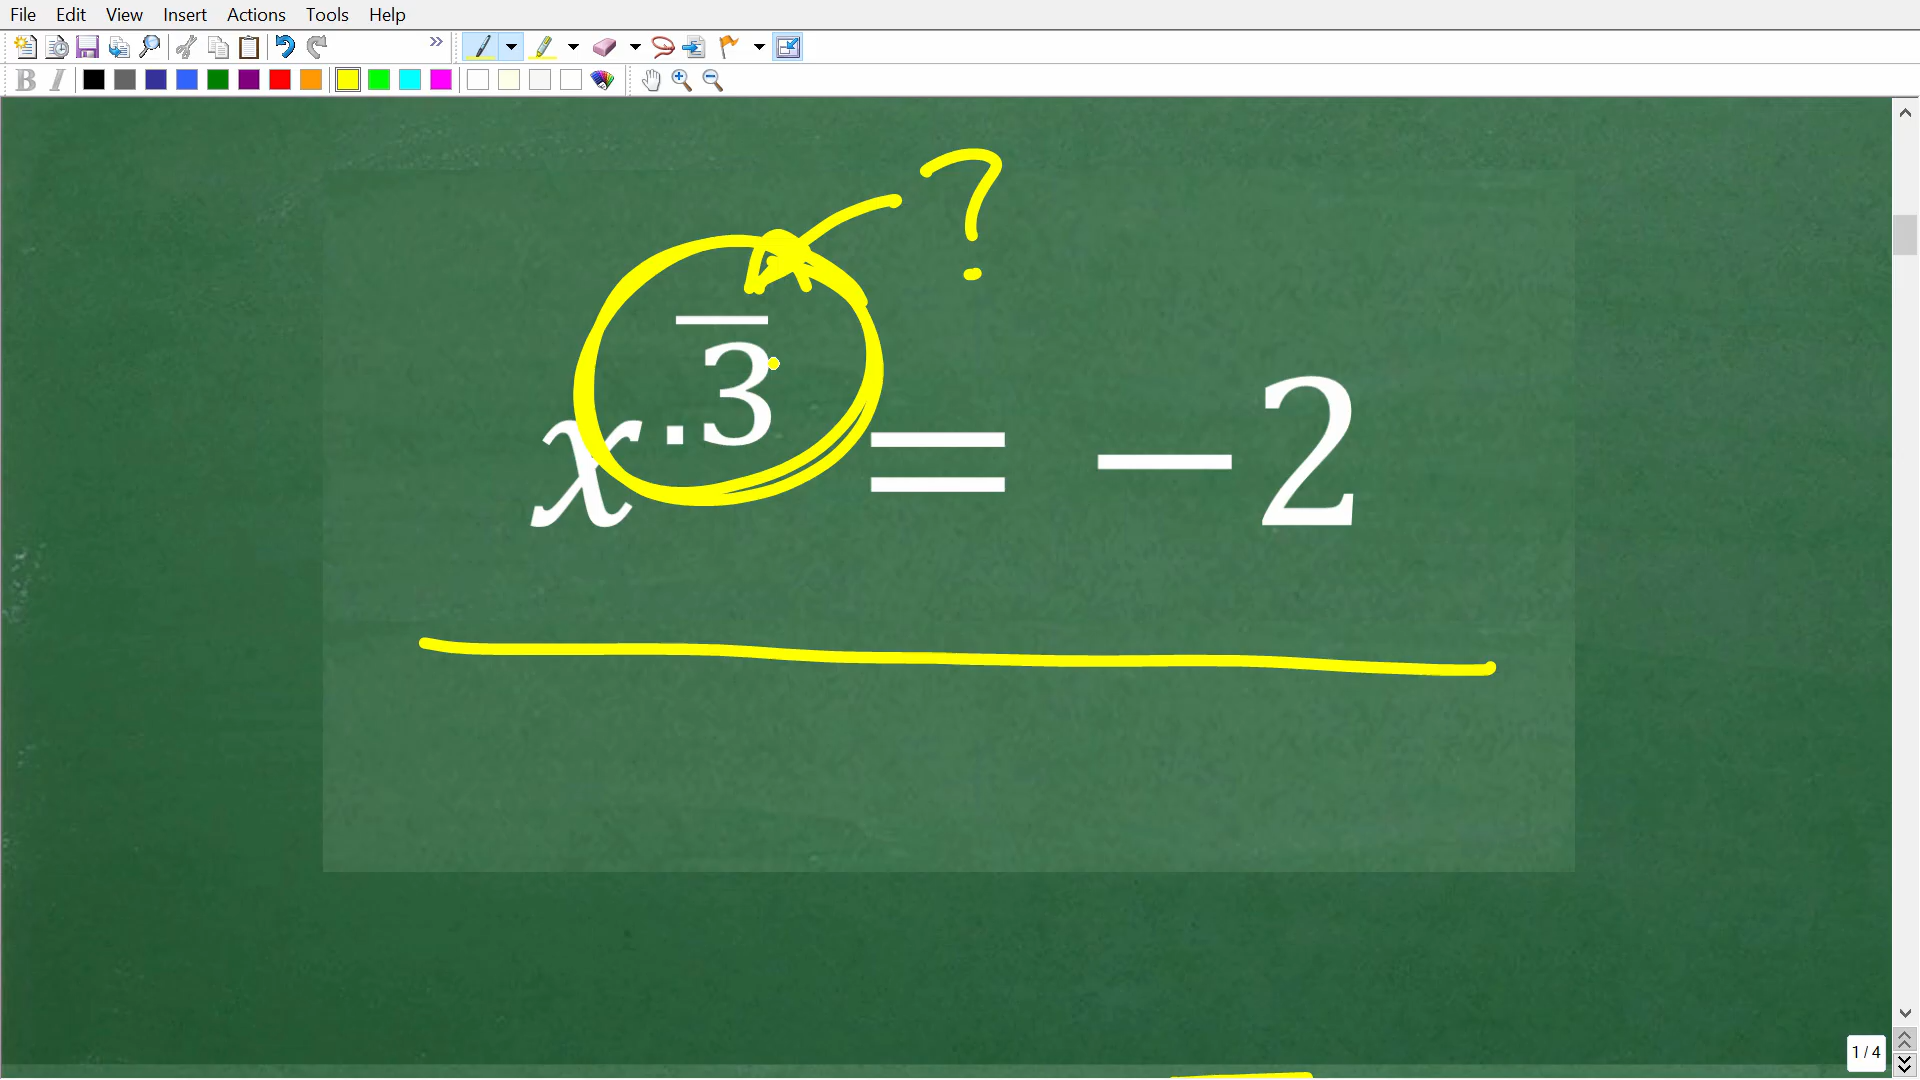 File Edit View Insert Actions Tools Help
B I
?
x^.3̅ = −2
1 / 4